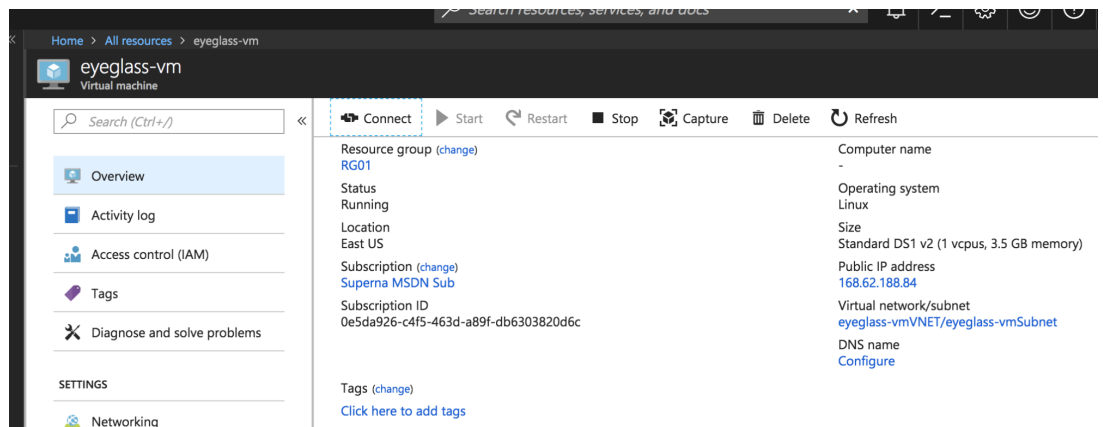 Search resources, services, and docs
Home > All resources > eyeglass-vm
eyeglass-vm
Virtual machine
Search (Ctrl+/)
Overview
Activity log
Access control (IAM)
Tags
Diagnose and solve problems
SETTINGS
Networking
Connect Start Restart Stop Capture Delete Refresh
Resource group (change)
RG01
Status
Running
Location
East US
Subscription (change)
Superna MSDN Sub
Subscription ID
0e5da926-c4f5-463d-a89f-db6303820d6c
Tags (change)
Click here to add tags
Computer name
-
Operating system
Linux
Size
Standard DS1 v2 (1 vcpus, 3.5 GB memory)
Public IP address
168.62.188.84
Virtual network/subnet
eyeglass-vmVNET/eyeglass-vmSubnet
DNS name
Configure